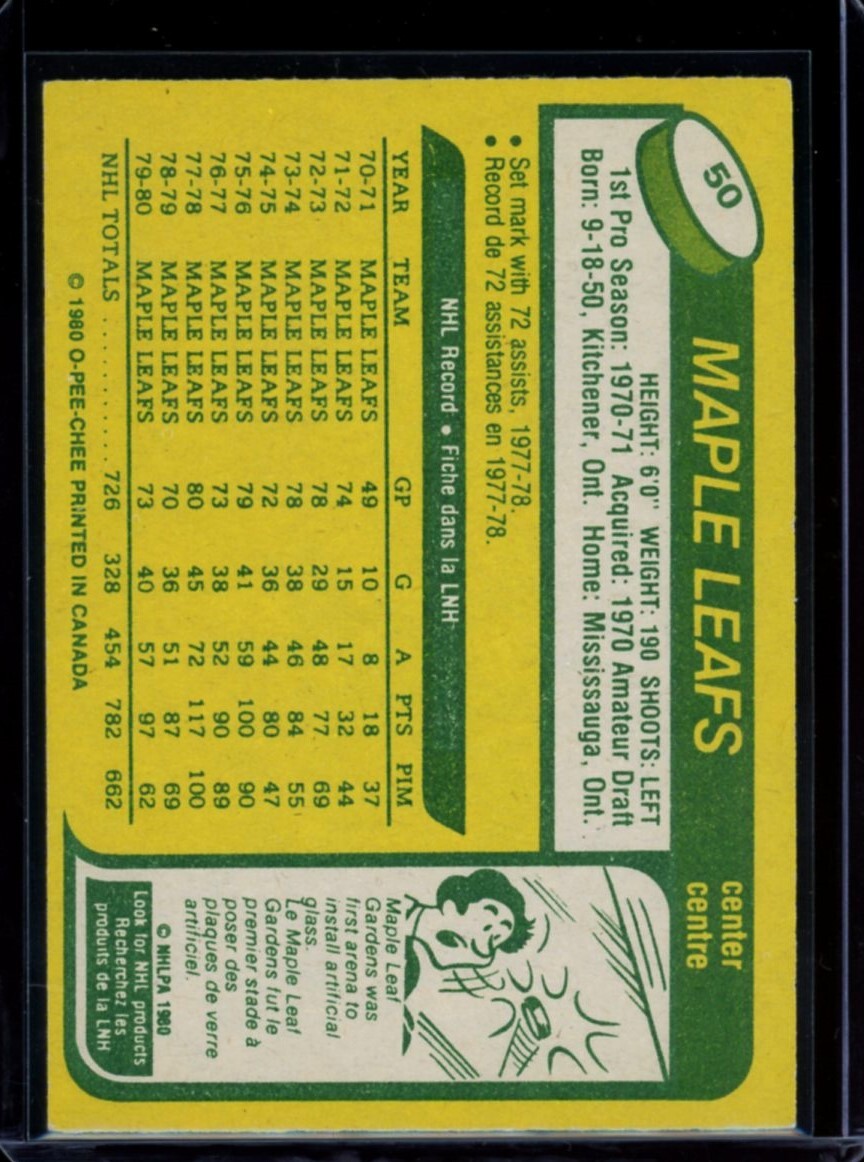 50
MAPLE LEAFS
center
centre
HEIGHT: 6'0" WEIGHT: 190 SHOOTS: LEFT
1st Pro Season: 1970-71 Acquired: 1970 Amateur Draft
Born: 9-18-50, Kitchener, Ont. Home: Mississauga, Ont.
• Set mark with 72 assists, 1977-78.
• Record de 72 assistances en 1977-78.
NHL Record • Fiche dans la LNH
YEAR TEAM GP G A PTS PIM
70-71 MAPLE LEAFS 49 10 8 18 37
71-72 MAPLE LEAFS 74 15 17 32 44
72-73 MAPLE LEAFS 78 29 48 77 69
73-74 MAPLE LEAFS 78 38 46 84 55
74-75 MAPLE LEAFS 72 36 44 80 47
75-76 MAPLE LEAFS 79 41 59 100 90
76-77 MAPLE LEAFS 73 38 52 90 89
77-78 MAPLE LEAFS 80 45 72 117 100
78-79 MAPLE LEAFS 70 36 51 87 69
79-80 MAPLE LEAFS 73 40 57 97 62
NHL TOTALS .......... 726 328 454 782 662
© 1980 O-PEE-CHEE PRINTED IN CANADA
Maple Leaf
Gardens was
first arena to
install artificial
glass.
Le Maple Leaf
Gardens fut le
premier stade à
poser des
plaques de verre
artificiel.
© NHLPA 1980
Look for NHL products
Recherchez les
produits de la LNH